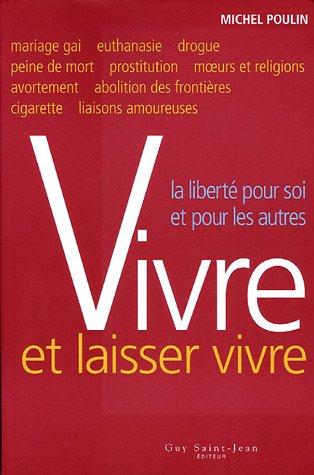 MICHEL POULIN
mariage gai euthanasie drogue
peine de mort prostitution mœurs et religions
avortement abolition des frontières
cigarette liaisons amoureuses
la liberté pour soi
et pour les autres
Vivre
et laisser vivre
Guy Saint-Jean
ÉDITEUR